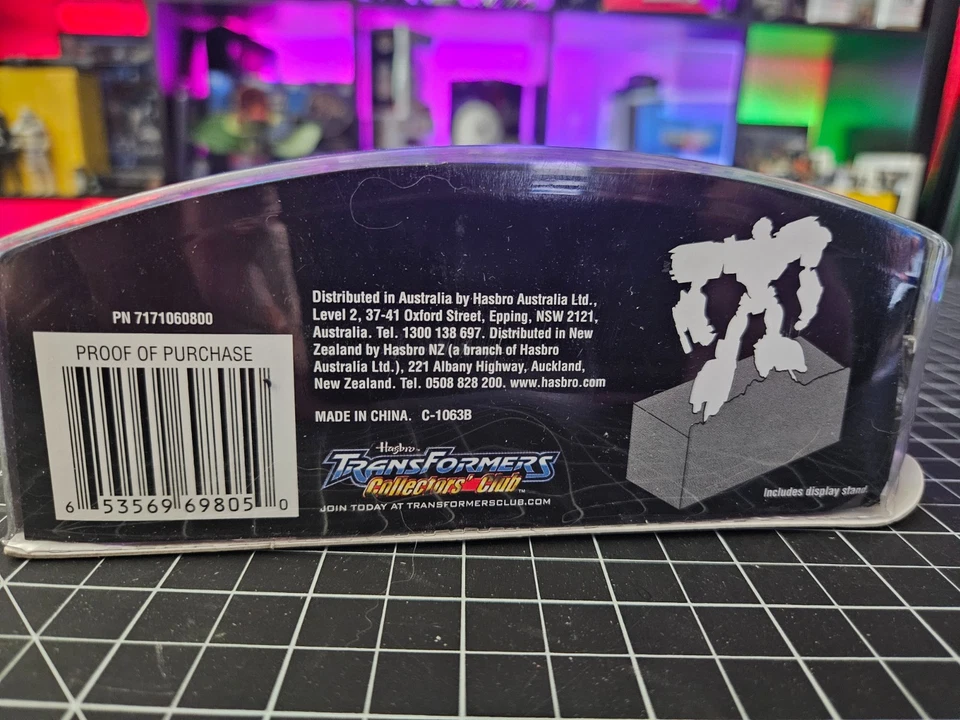 PN 7171060800
PROOF OF PURCHASE
6 53569 69805 0
Distributed in Australia by Hasbro Australia Ltd.,
Level 2, 37-41 Oxford Street, Epping, NSW 2121,
Australia. Tel. 1300 138 697. Distributed in New
Zealand by Hasbro NZ (a branch of Hasbro
Australia Ltd.), 221 Albany Highway, Auckland,
New Zealand. Tel. 0508 828 200. www.hasbro.com
MADE IN CHINA. C-1063B
Hasbro
TRANSFORMERS
Collectors' Club™
JOIN TODAY AT TRANSFORMERSCLUB.COM
Includes display stand.